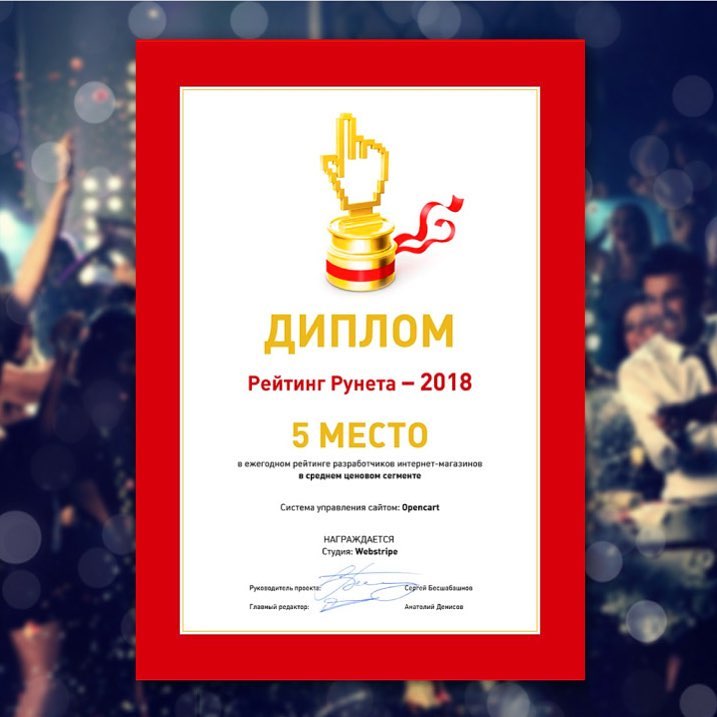 ДИПЛОМ
Рейтинг Рунета – 2018
5 МЕСТО
в ежегодном рейтинге разработчиков интернет-магазинов
в среднем ценовом сегменте
Система управления сайтом: Opencart
НАГРАЖДАЕТСЯ
Студия: Webstripe
Руководитель проекта: Сергей Бесшабашнов
Главный редактор: Анатолий Денисов